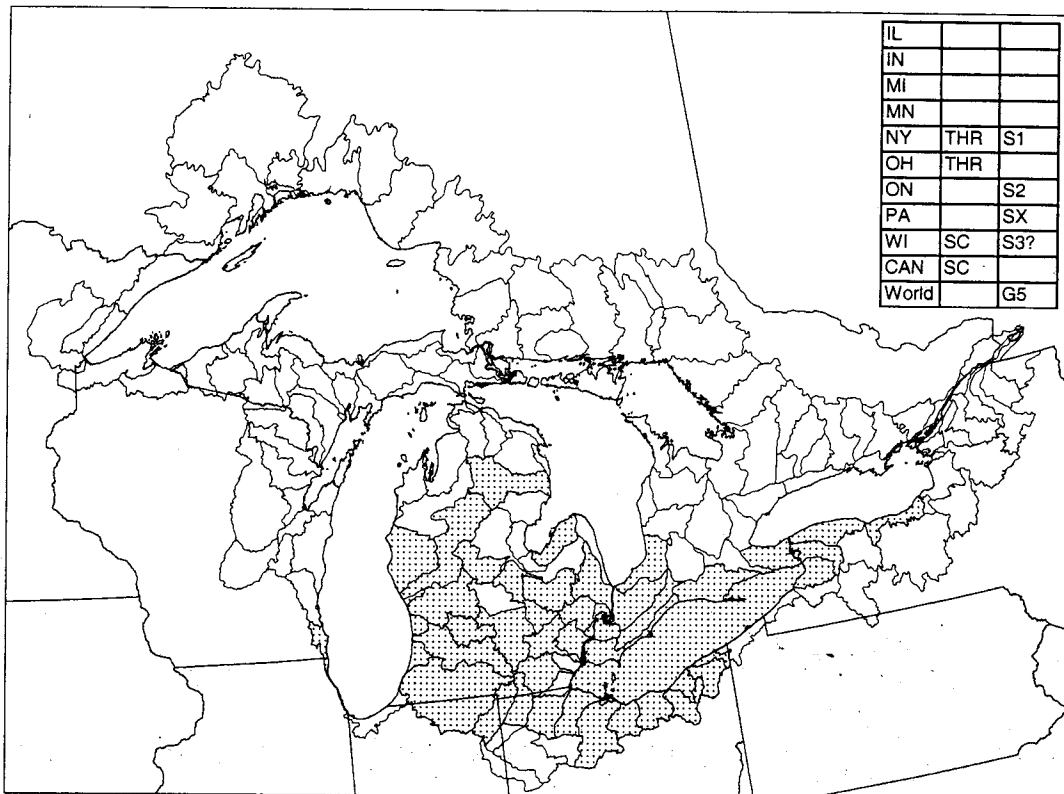 IL
IN
MI
MN
NY THR S1
OH THR
ON S2
PA SX
WI SC S3?
CAN SC
World G5